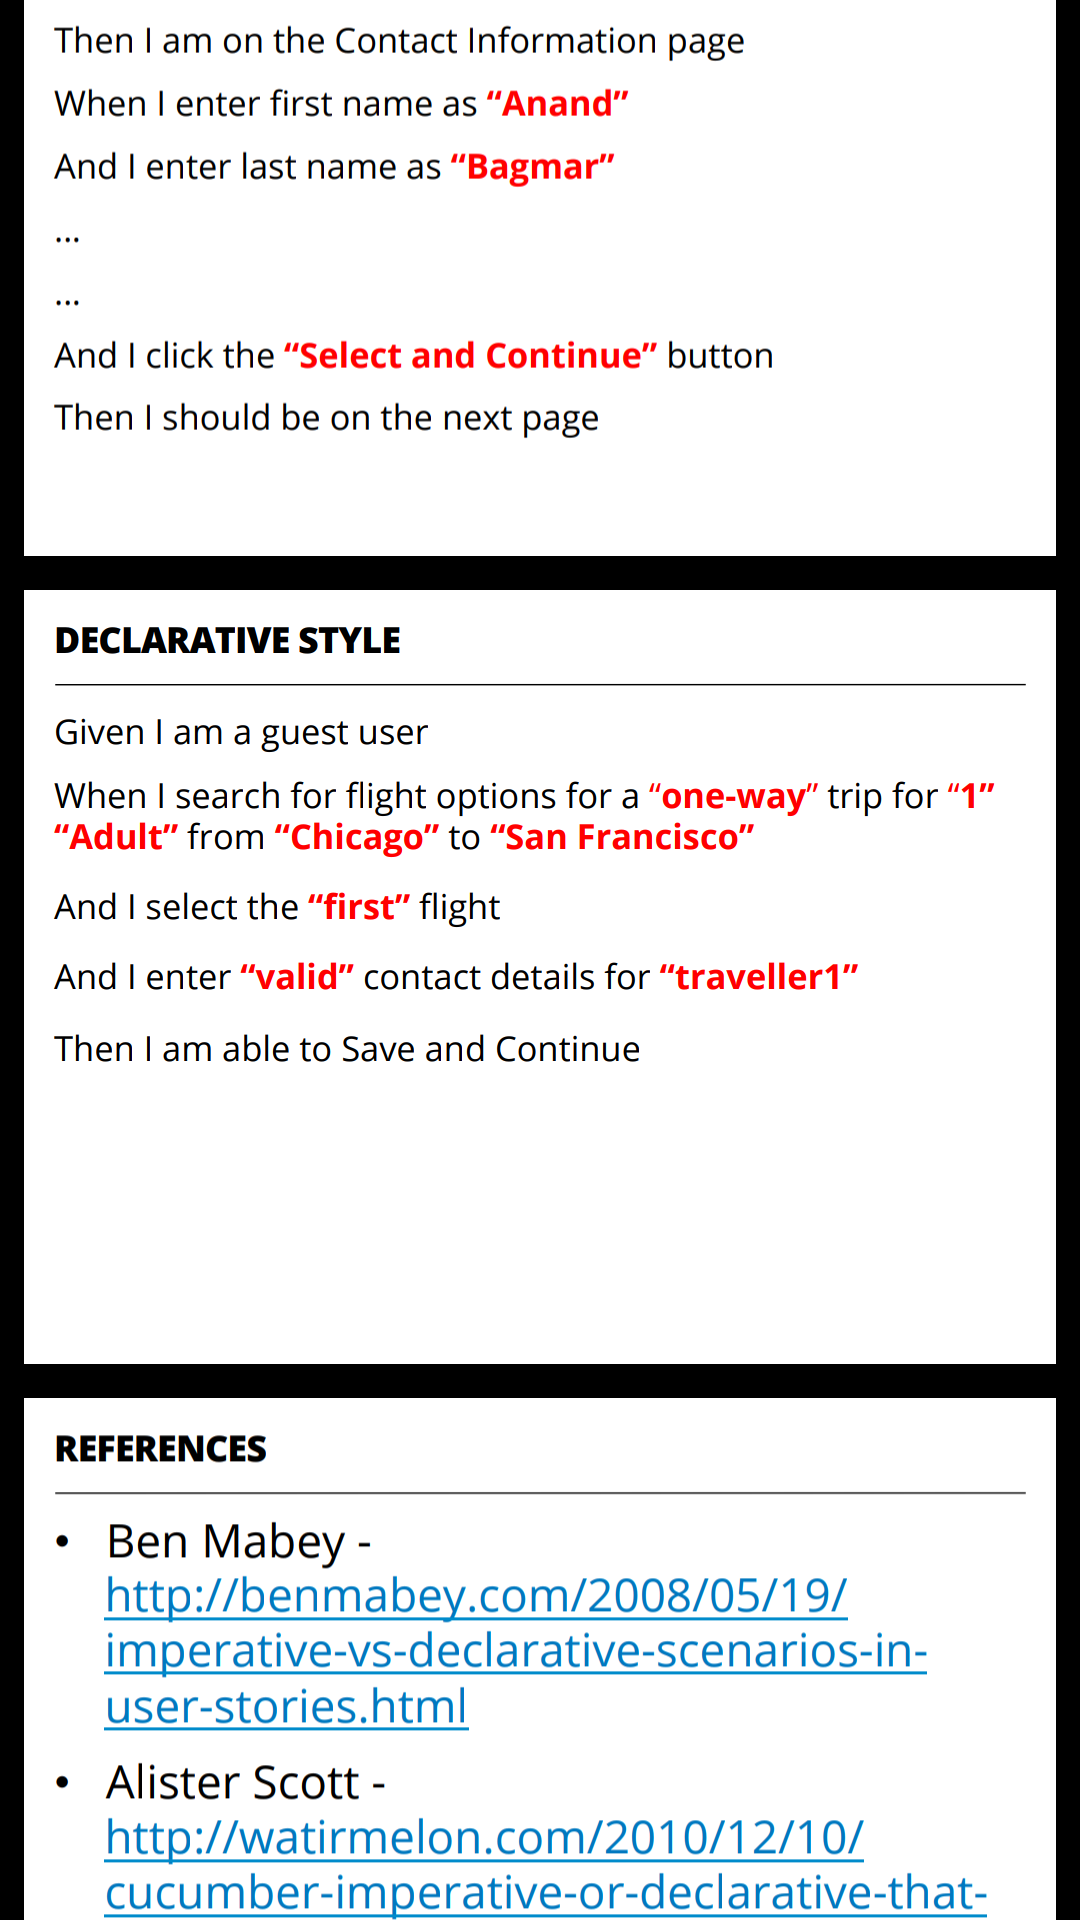 Then I am on the Contact Information page
When I enter first name as “Anand”
And I enter last name as “Bagmar”
...
...
And I click the “Select and Continue” button
Then I should be on the next page
DECLARATIVE STYLE
Given I am a guest user
When I search for flight options for a “one-way” trip for “1”
“Adult” from “Chicago” to “San Francisco”
And I select the “first” flight
And I enter “valid” contact details for “traveller1”
Then I am able to Save and Continue
REFERENCES
• Ben Mabey -
http://benmabey.com/2008/05/19/
imperative-vs-declarative-scenarios-in-
user-stories.html
• Alister Scott -
http://watirmelon.com/2010/12/10/
cucumber-imperative-or-declarative-that-